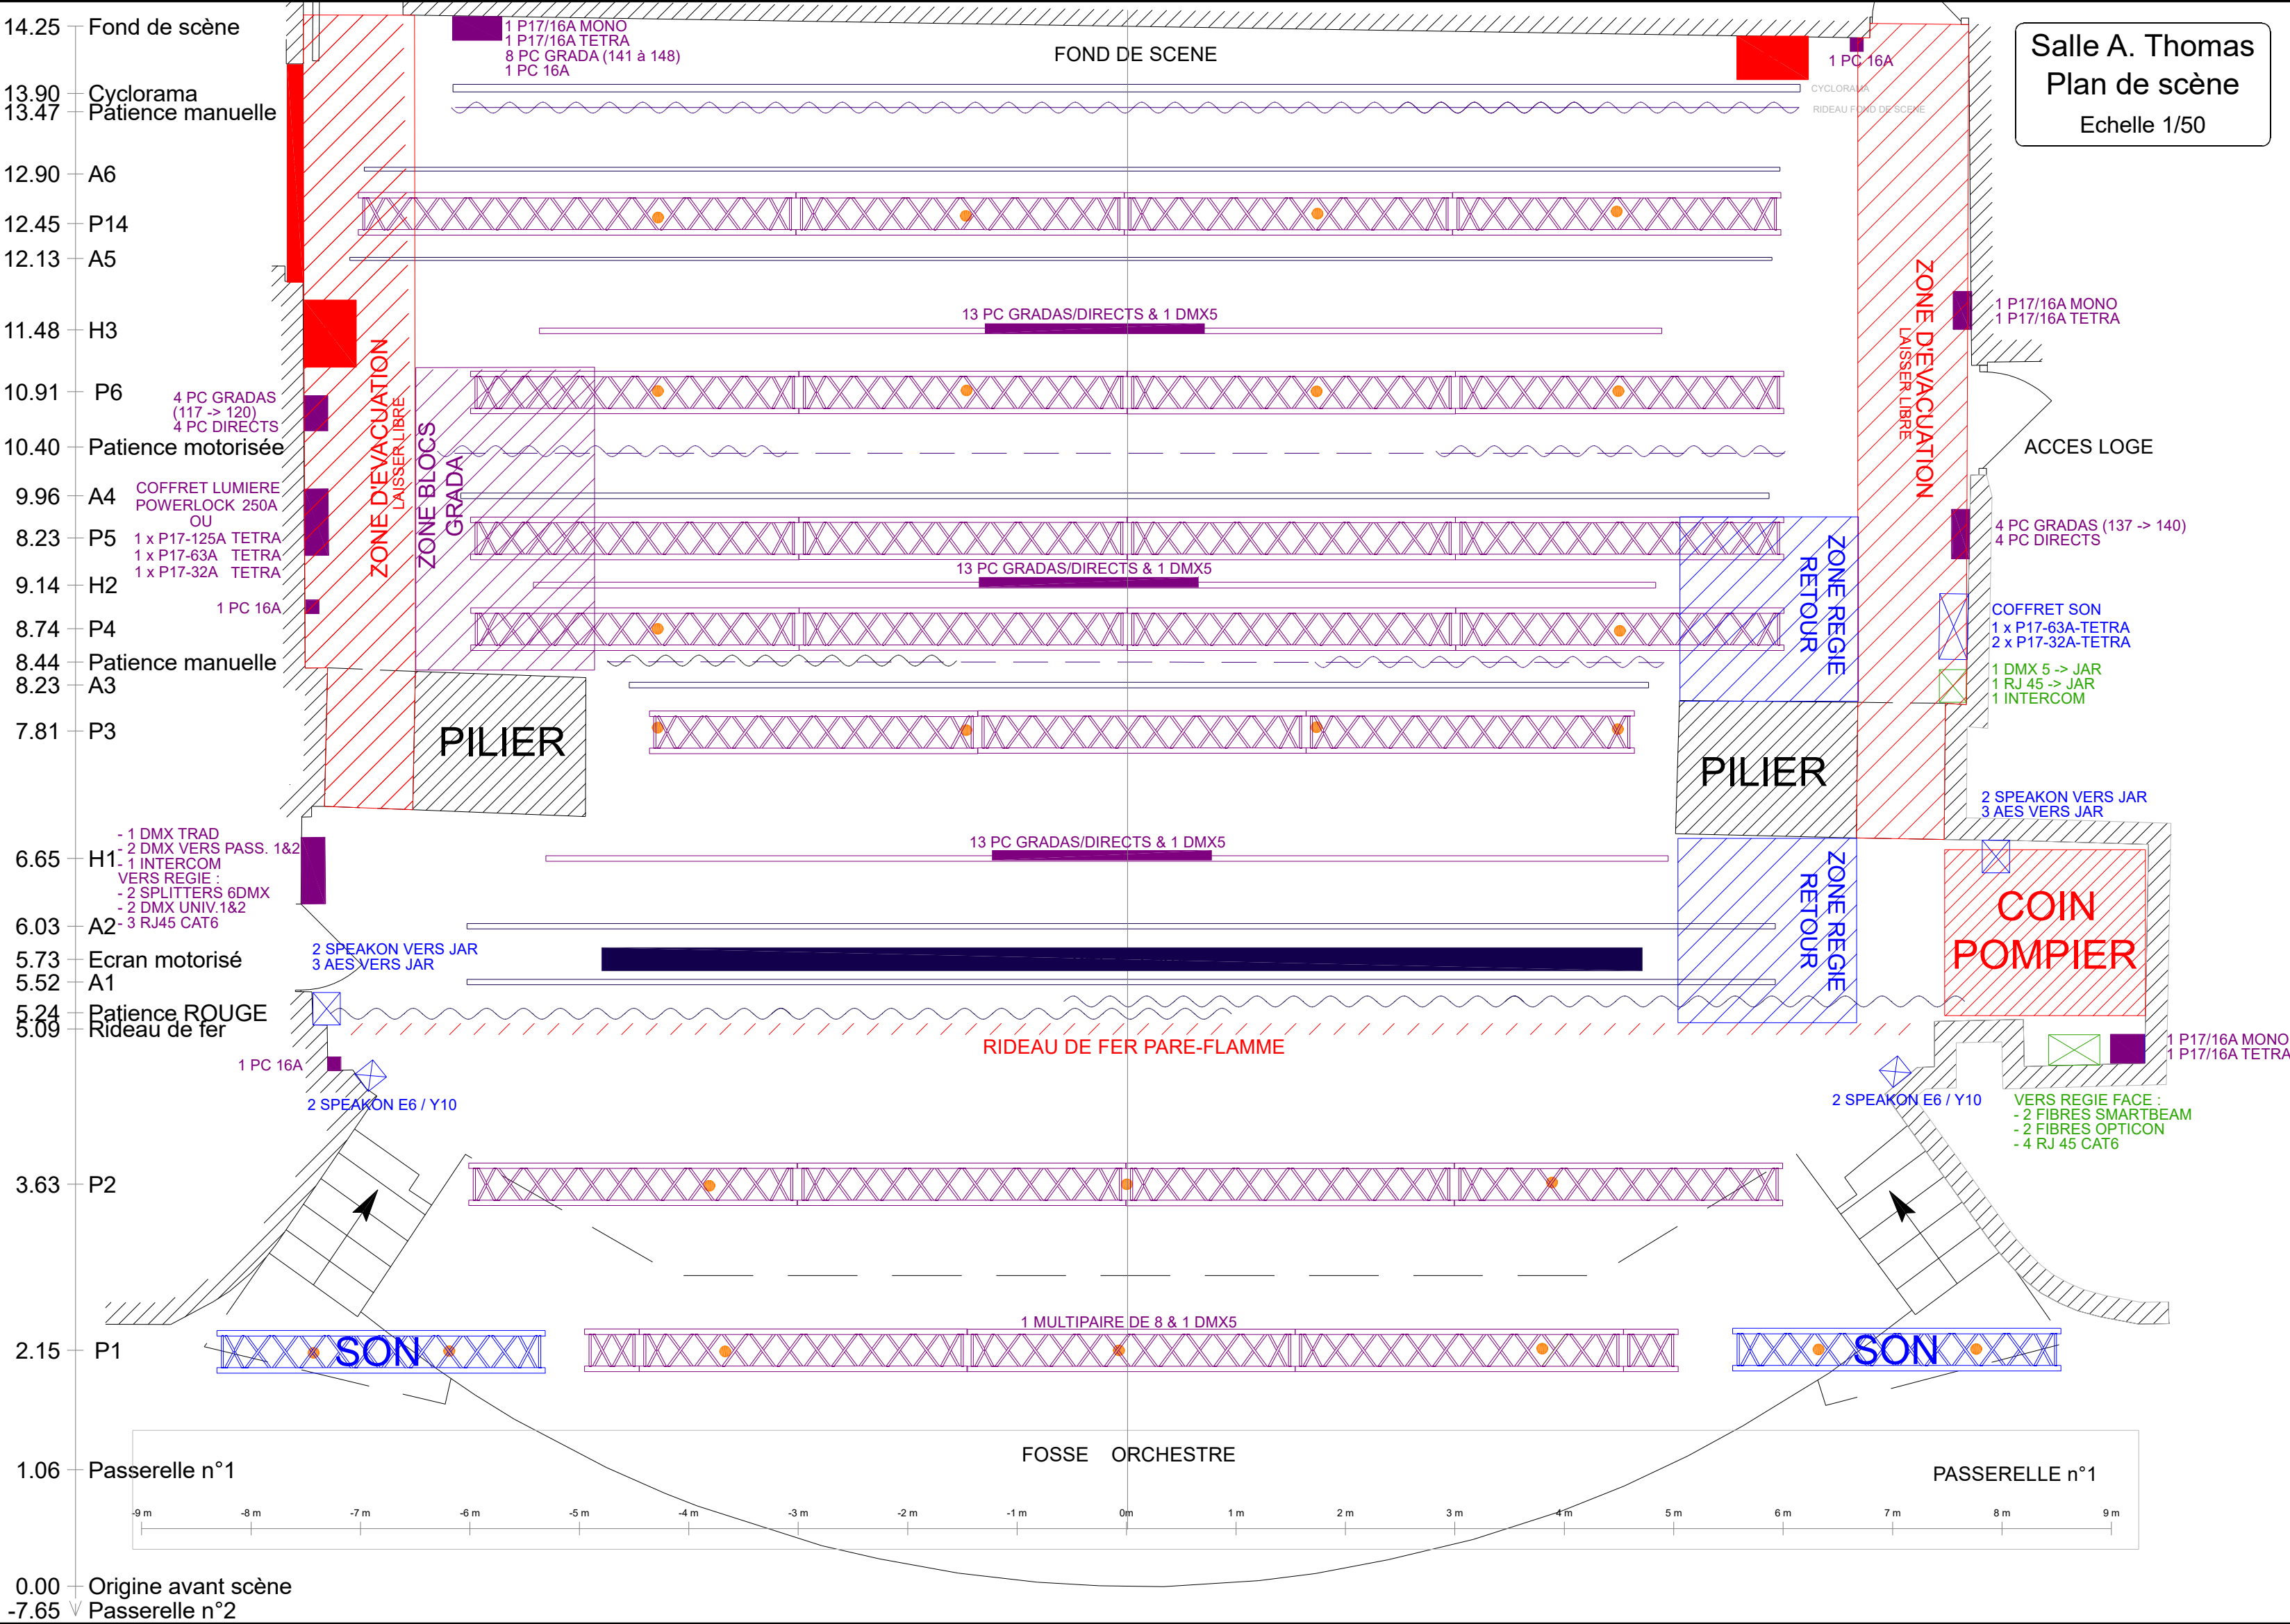 14.25 Fond de scène
13.90 Cyclorama
13.47 Patience manuelle
12.90 A6
12.45 P14
12.13 A5
11.48 H3
10.91 P6
10.40 Patience motorisée
9.96 A4
8.23 P5
9.14 H2
8.74 P4
8.44 Patience manuelle
8.23 A3
7.81 P3
6.65 H1
6.03 A2
5.73 Ecran motorisé
5.52 A1
5.24 Patience ROUGE
5.09 Rideau de fer
3.63 P2
2.15 P1
1.06 Passerelle n°1
0.00 Origine avant scène
-7.65 Passerelle n°2
Salle A. Thomas
Plan de scène
Echelle 1/50
1 P17/16A MONO
1 P17/16A TETRA
8 PC GRADA (141 à 148)
1 PC 16A
FOND DE SCENE
1 PC 16A
CYCLORAMA
RIDEAU FOND DE SCENE
13 PC GRADAS/DIRECTS & 1 DMX5
1 P17/16A MONO
1 P17/16A TETRA
ZONE D'EVACUATION
LAISSER LIBRE
ZONE D'EVACUATION
LAISSER LIBRE
4 PC GRADAS
(117 -> 120)
4 PC DIRECTS
ZONE BLOCS
GRADA
ACCES LOGE
COFFRET LUMIERE
POWERLOCK 250A
OU
1 x P17-125A TETRA
1 x P17-63A TETRA
1 x P17-32A TETRA
1 PC 16A
4 PC GRADAS (137 -> 140)
4 PC DIRECTS
13 PC GRADAS/DIRECTS & 1 DMX5
ZONE REGIE
RETOUR
COFFRET SON
1 x P17-63A-TETRA
2 x P17-32A-TETRA
1 DMX 5 -> JAR
1 RJ 45 -> JAR
1 INTERCOM
PILIER
PILIER
2 SPEAKON VERS JAR
3 AES VERS JAR
- 1 DMX TRAD
- 2 DMX VERS PASS. 1&2
- 1 INTERCOM
VERS REGIE :
- 2 SPLITTERS 6DMX
- 2 DMX UNIV.1&2
- 3 RJ45 CAT6
13 PC GRADAS/DIRECTS & 1 DMX5
ZONE REGIE
RETOUR
COIN
POMPIER
2 SPEAKON VERS JAR
3 AES VERS JAR
RIDEAU DE FER PARE-FLAMME
1 P17/16A MONO
1 P17/16A TETRA
1 PC 16A
2 SPEAKON E6 / Y10
2 SPEAKON E6 / Y10
VERS REGIE FACE :
- 2 FIBRES SMARTBEAM
- 2 FIBRES OPTICON
- 4 RJ 45 CAT6
1 MULTIPAIRE DE 8 & 1 DMX5
SON
SON
FOSSE ORCHESTRE
PASSERELLE n°1
-9 m -8 m -7 m -6 m -5 m -4 m -3 m -2 m -1 m 0m 1 m 2 m 3 m 4 m 5 m 6 m 7 m 8 m 9 m